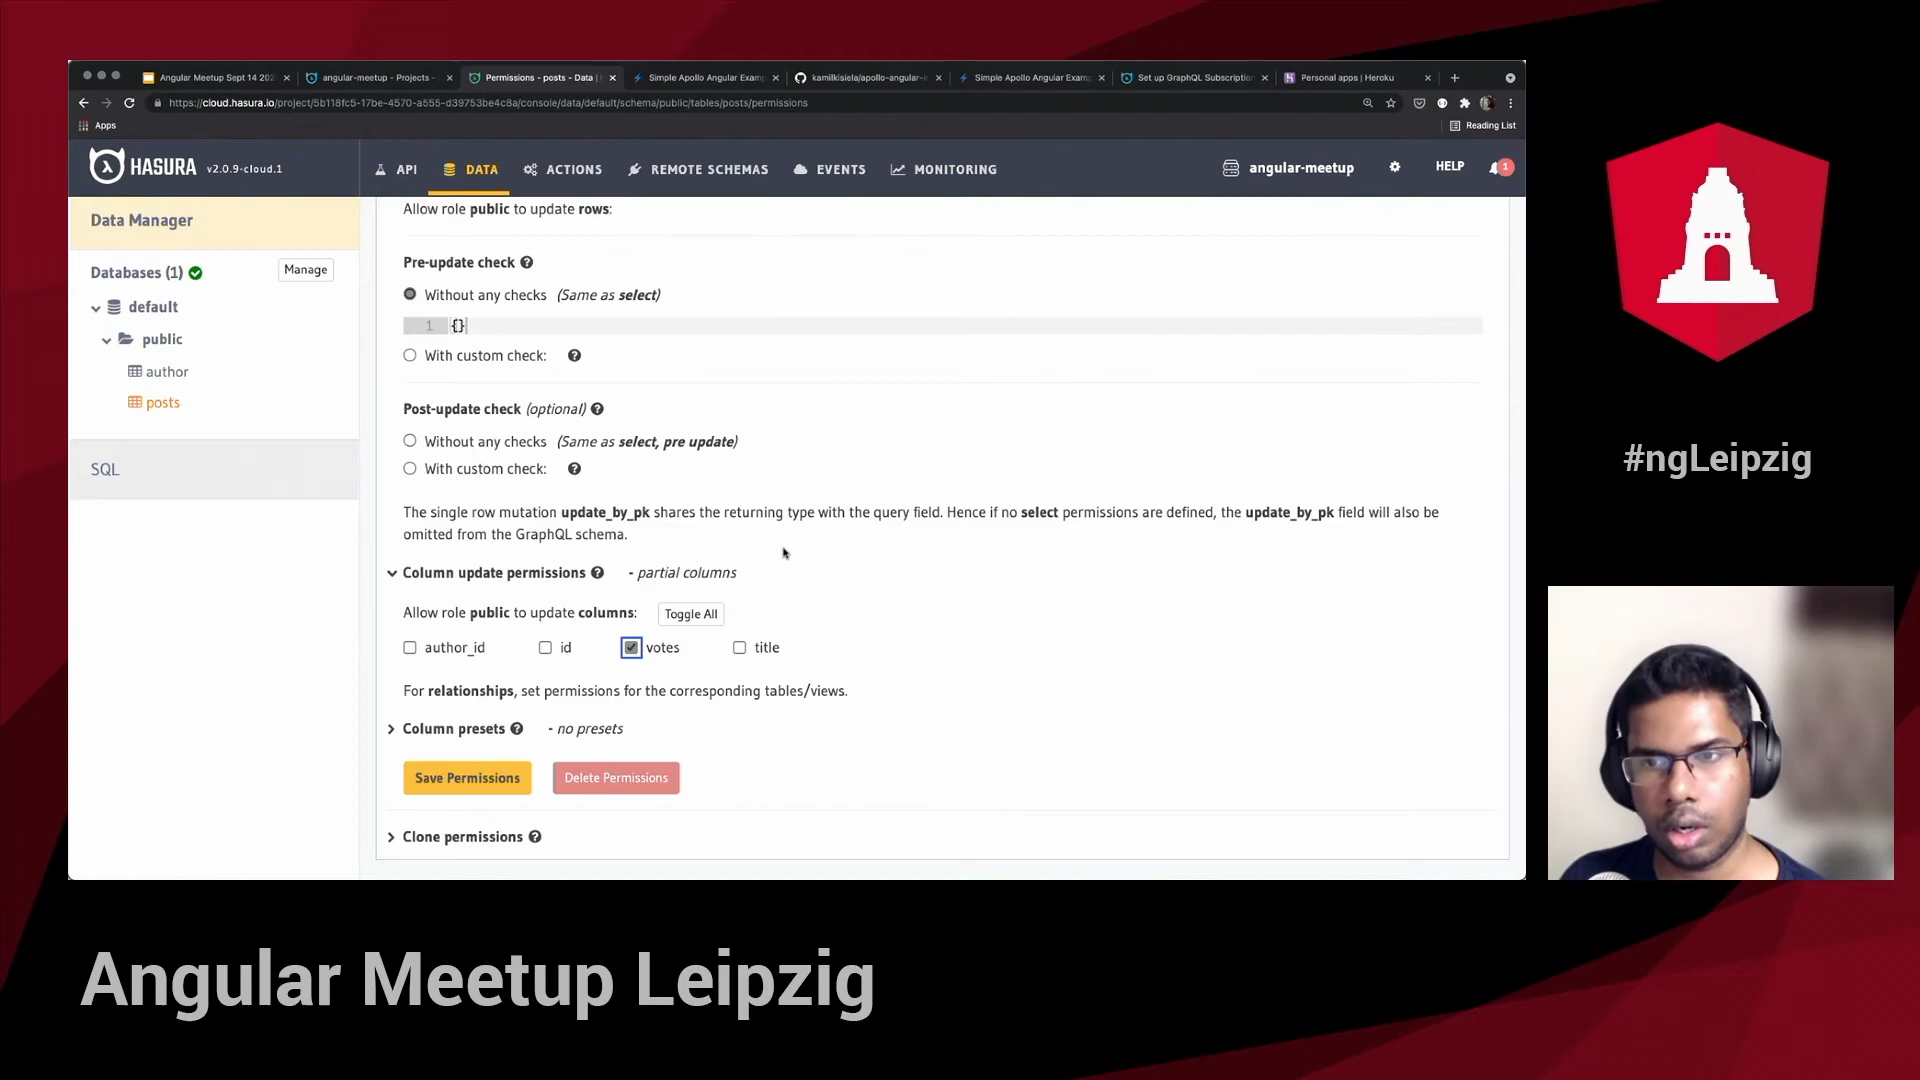 Angular Meetup Sept 14 202
angular-meetup - Projects -
Permissions - posts - Data |
Simple Apollo Angular Examp
kamilkisiela/apollo-angular-i
Simple Apollo Angular Examp
Set up GraphQL Subscription
Personal apps | Heroku
https://cloud.hasura.io/project/5b118fc5-17be-4570-a555-d39753be4c8a/console/data/default/schema/public/tables/posts/permissions
Apps
Reading List
HASURA v2.0.9-cloud.1
API
DATA
ACTIONS
REMOTE SCHEMAS
EVENTS
MONITORING
angular-meetup
HELP
1
Data Manager
Databases (1)
Manage
default
public
author
posts
SQL
Allow role public to update rows:
Pre-update check
Without any checks (Same as select)
1 {}
With custom check:
Post-update check (optional)
Without any checks (Same as select, pre update)
With custom check:
The single row mutation update_by_pk shares the returning type with the query field. Hence if no select permissions are defined, the update_by_pk field will also be
omitted from the GraphQL schema.
Column update permissions - partial columns
Allow role public to update columns: Toggle All
author_id id votes title
For relationships, set permissions for the corresponding tables/views.
Column presets - no presets
Save Permissions Delete Permissions
Clone permissions
#ngLeipzig
Angular Meetup Leipzig